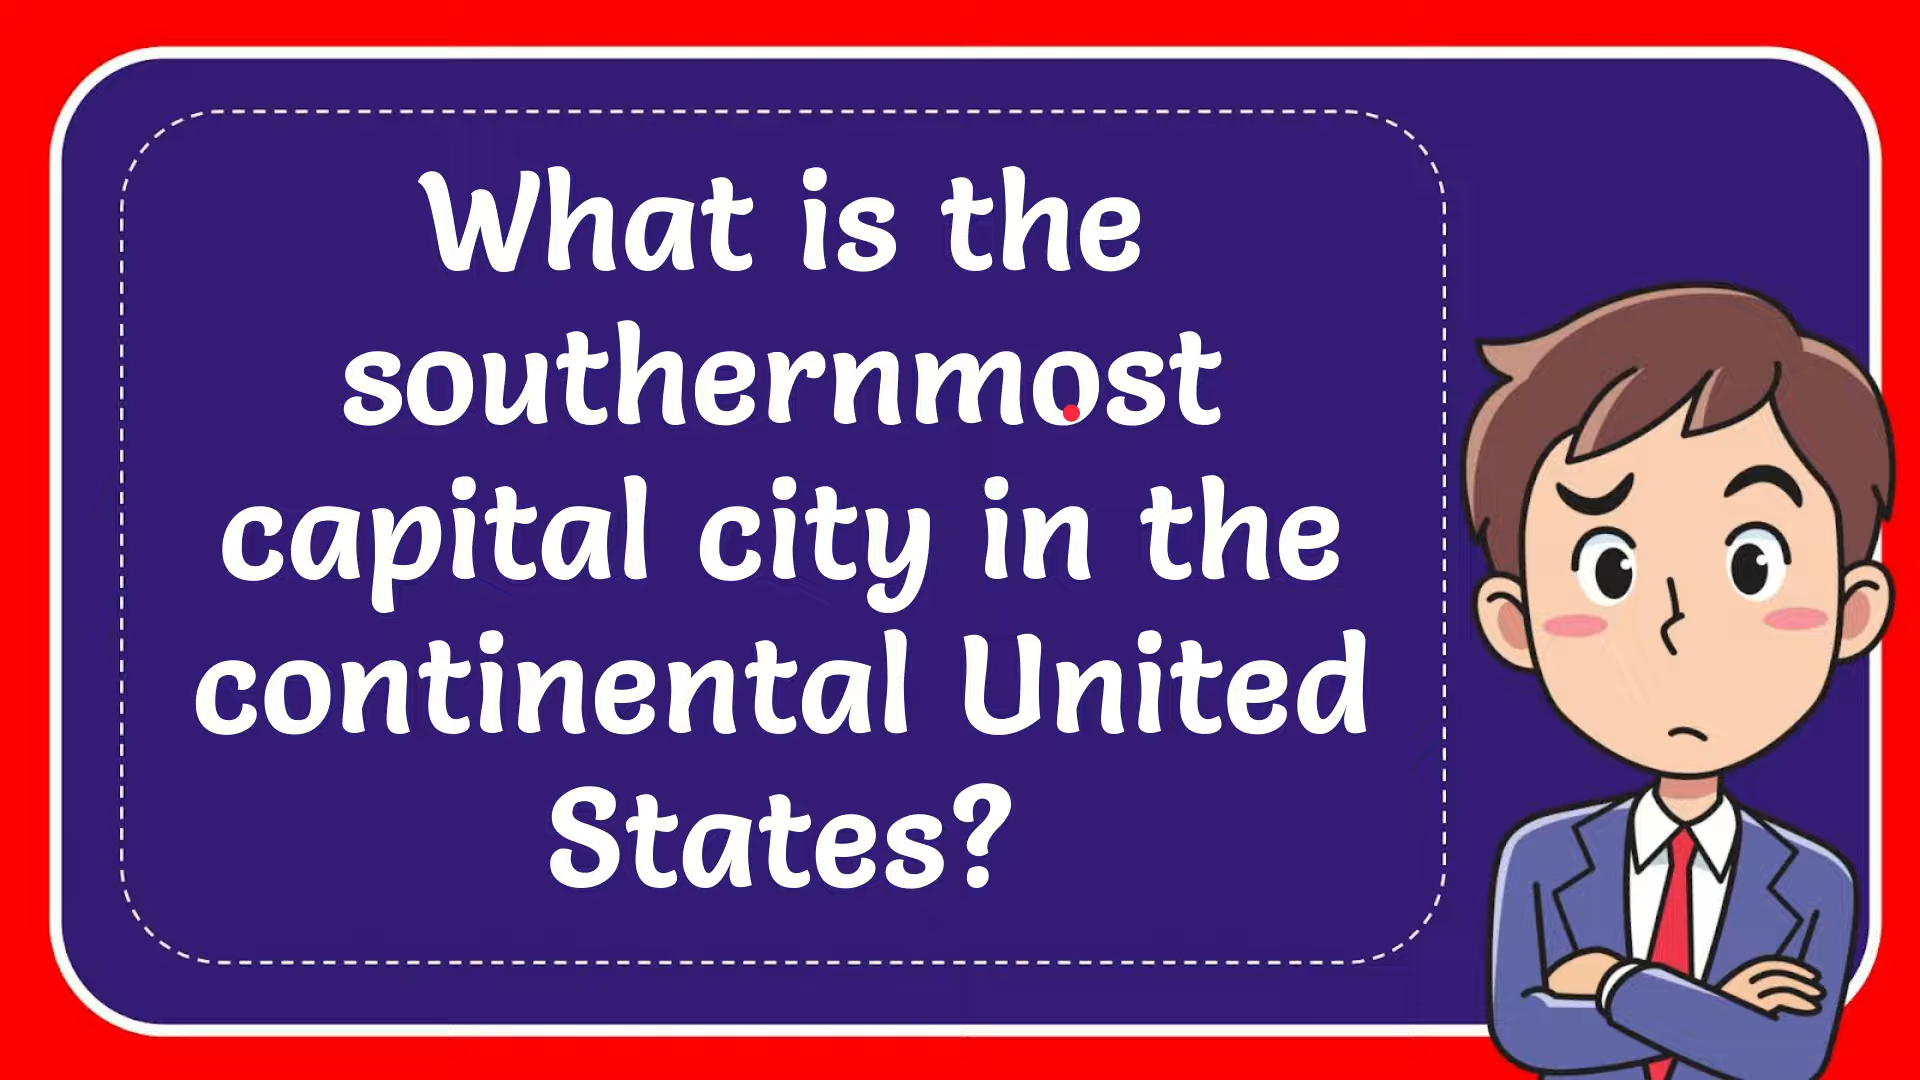 What is the
southernmost
capital city in the
continental United
States?